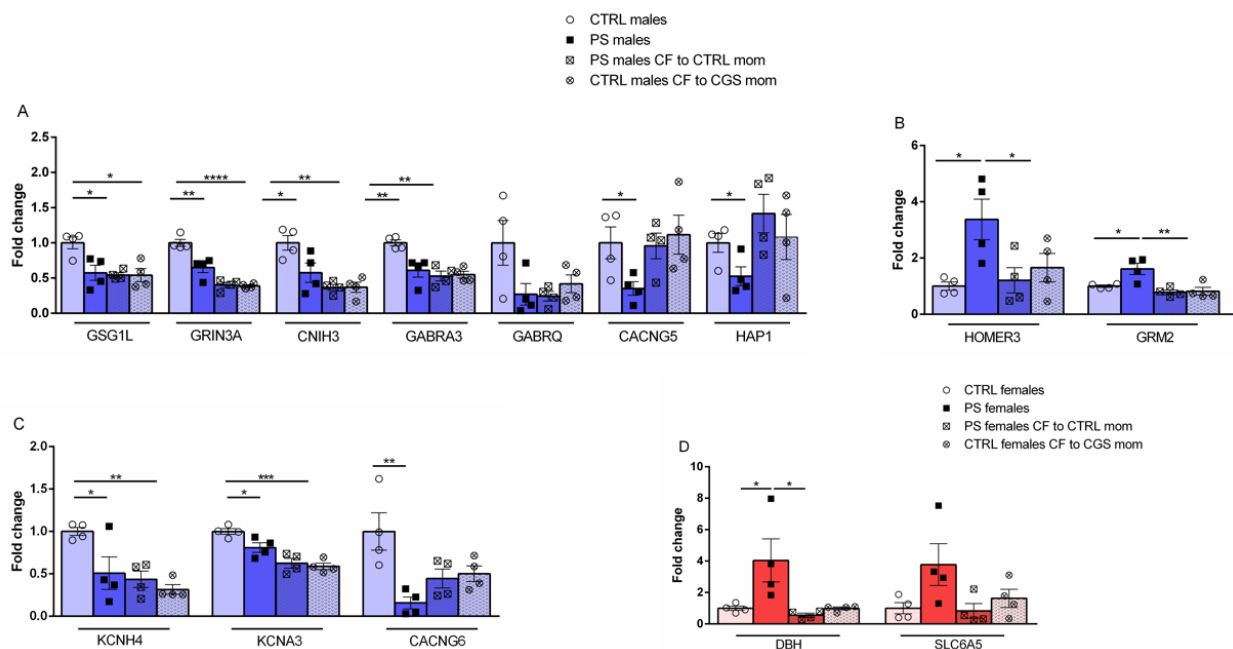 CTRL males
PS males
PS males CF to CTRL mom
CTRL males CF to CGS mom
A
Fold change
2.5
2.0
1.5
1.0
0.5
0.0
*
*
**
****
*
**
**
**
*
*
GSG1L GRIN3A CNIH3 GABRA3 GABRQ CACNG5 HAP1
B
Fold change
6
4
2
0
*
*
*
**
HOMER3 GRM2
C
Fold change
2.0
1.5
1.0
0.5
0.0
*
**
*
***
**
KCNH4 KCNA3 CACNG6
CTRL females
PS females
PS females CF to CTRL mom
CTRL females CF to CGS mom
D
Fold change
10
8
6
4
2
0
*
*
DBH SLC6A5